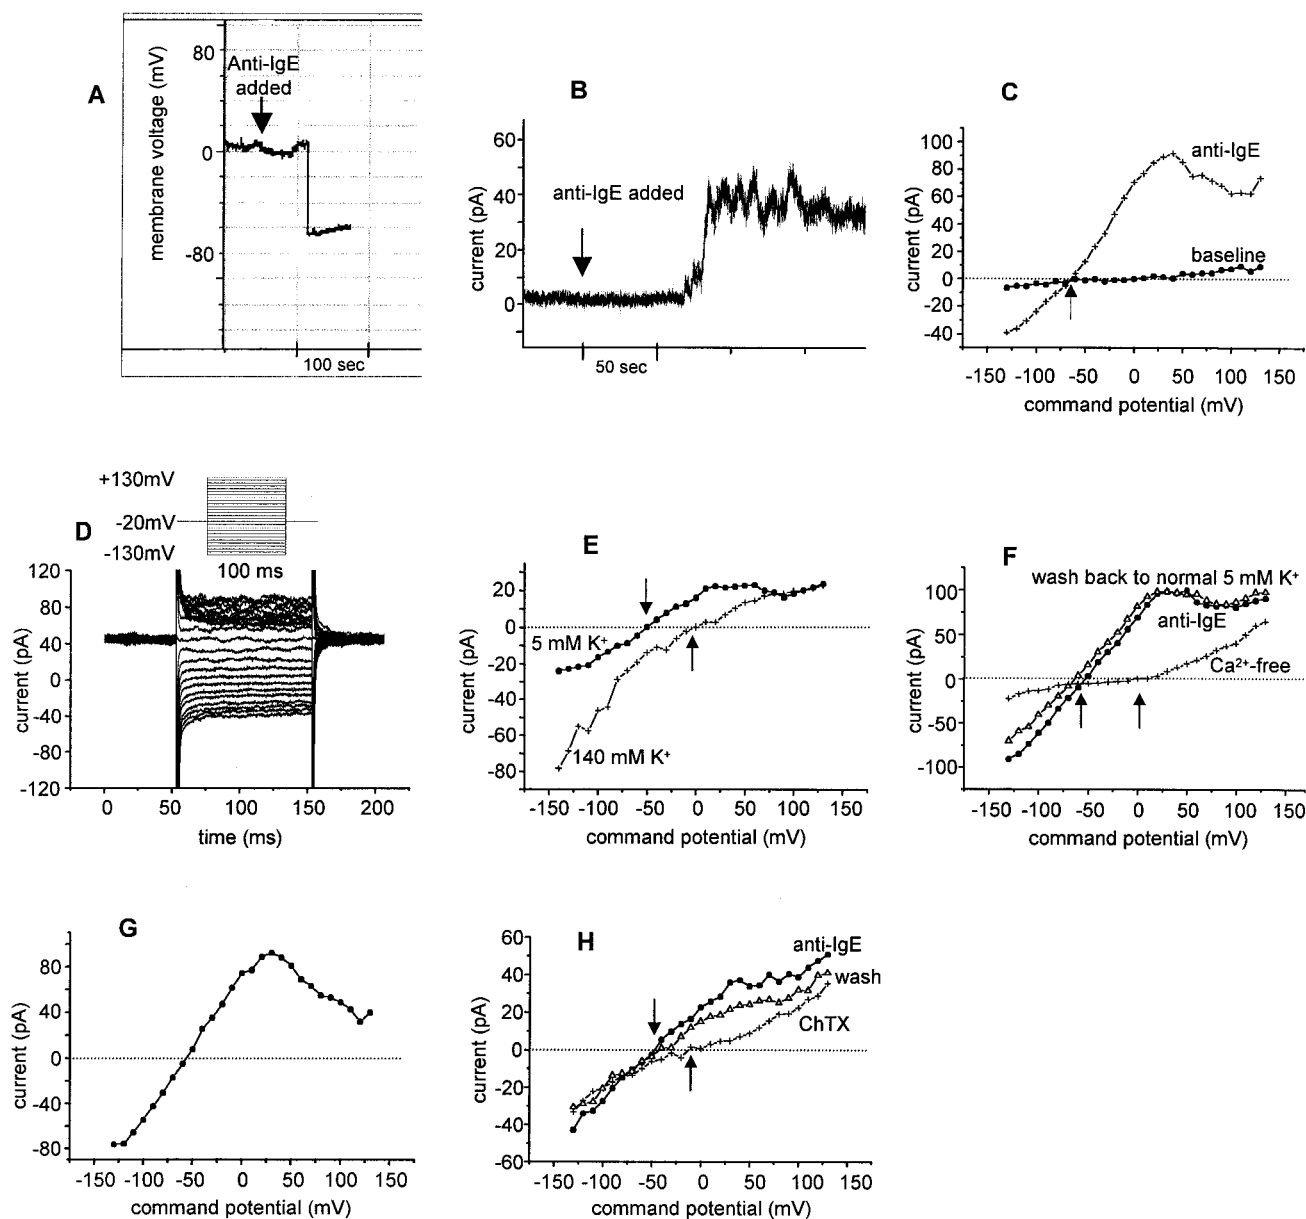 A
membrane voltage (mV)
80
0
-80
Anti-IgE
added
100 sec
B
current (pA)
60
40
20
0
anti-IgE added
50 sec
C
current (pA)
100
80
60
40
20
0
-20
-40
anti-IgE
baseline
-150 -100 -50 0 50 100 150
command potential (mV)
D
+130mV
-20mV
-130mV
100 ms
current (pA)
120
80
40
0
-40
-80
-120
0 50 100 150 200
time (ms)
E
current (pA)
20
0
-20
-40
-60
-80
5 mM K⁺
140 mM K⁺
-150 -100 -50 0 50 100 150
command potential (mV)
F
wash back to normal 5 mM K⁺
anti-IgE
Ca²⁺-free
current (pA)
100
50
0
-50
-100
-150 -100 -50 0 50 100 150
command potential (mV)
G
current (pA)
80
40
0
-40
-80
-150 -100 -50 0 50 100 150
command potential (mV)
H
anti-IgE
wash
ChTX
current (pA)
60
40
20
0
-20
-40
-60
-150 -100 -50 0 50 100 150
command potential (mV)